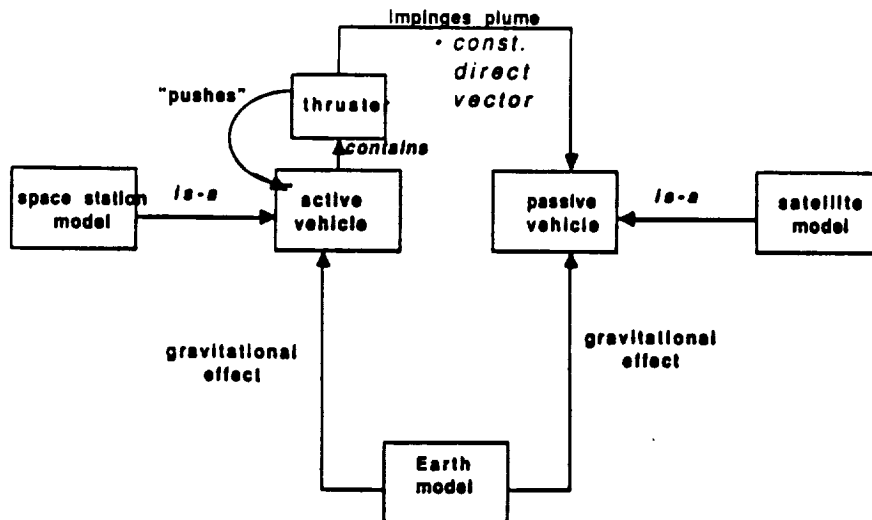 impinges plume
• const.
direct
vector
"pushes"
thruster
contains
space station
model
is-a
active
vehicle
passive
vehicle
is-a
satellite
model
gravitational
effect
gravitational
effect
Earth
model